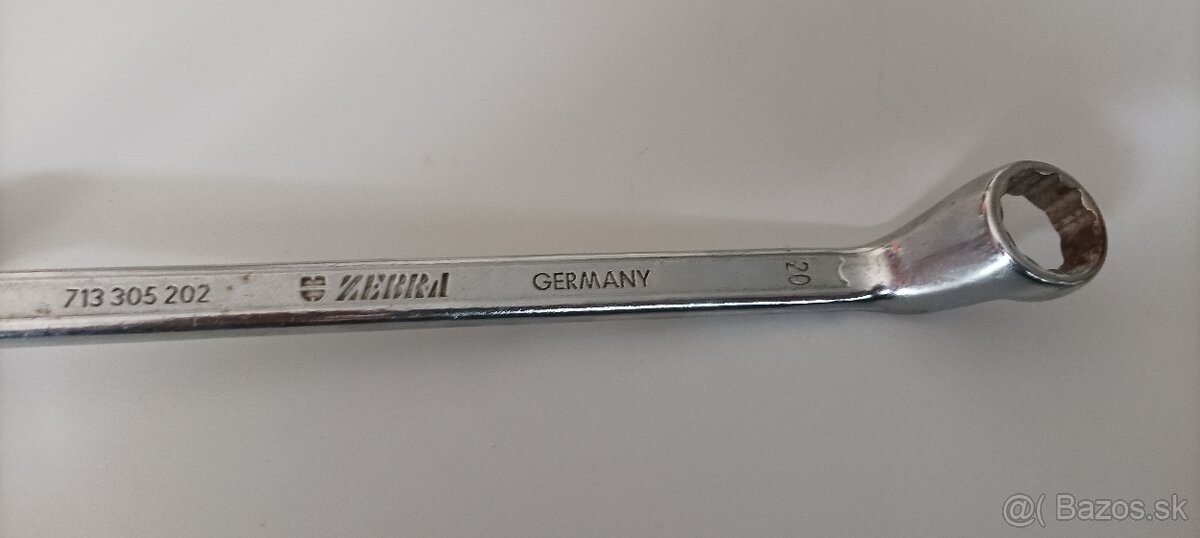 713 305 202 ZEBRA GERMANY 20
@( Bazos.sk